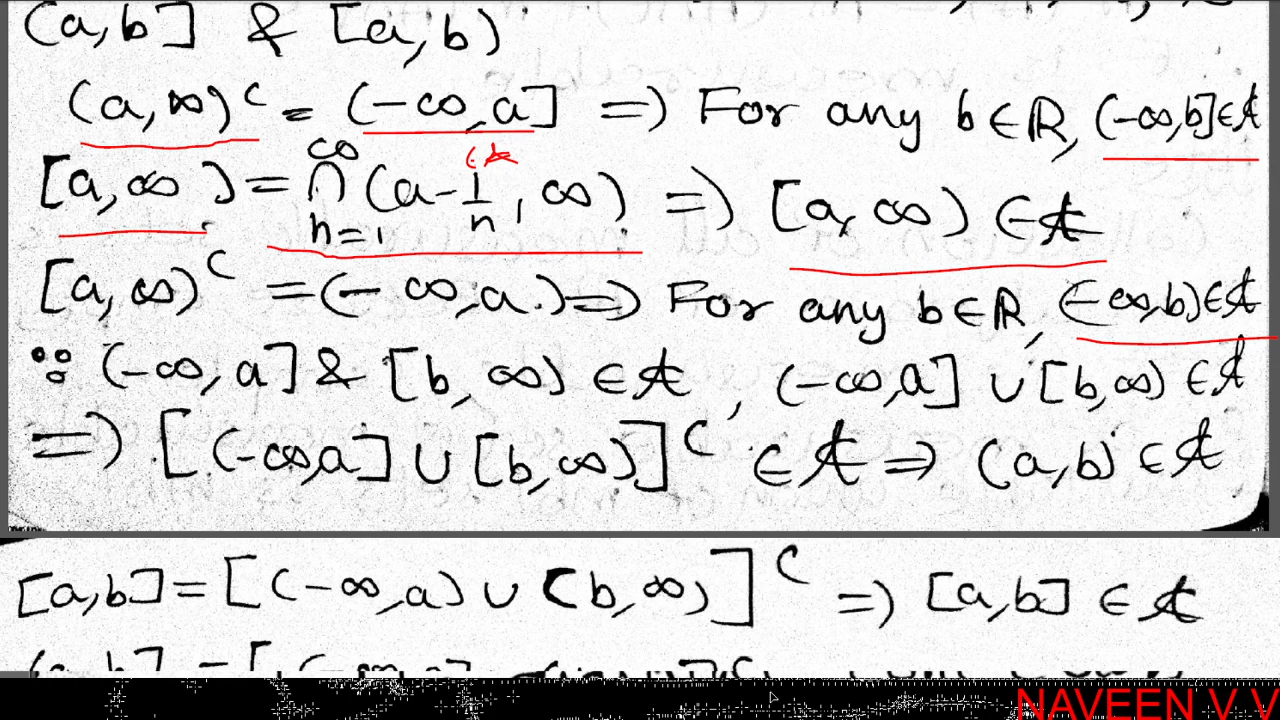 (a,b] & [a,b)
(a,∞)ᶜ = (-∞,a] => For any b∈ℝ, (-∞,b]∈𝒜
∈𝒜
[a,∞) = ∞∩n=1 (a-1/n, ∞) => [a,∞) ∈𝒜
[a,∞)ᶜ =(-∞,a) => For any b∈ℝ, (-∞,b)∈𝒜
∵ (-∞,a] & [b,∞) ∈𝒜, (-∞,a] ∪ [b,∞) ∈𝒜
=> [(-∞,a] ∪ [b,∞)]ᶜ ∈𝒜 ⇒ (a,b) ∈𝒜
[a,b] = [(-∞,a) ∪ (b,∞)]ᶜ => [a,b] ∈𝒜
NAVEEN V V